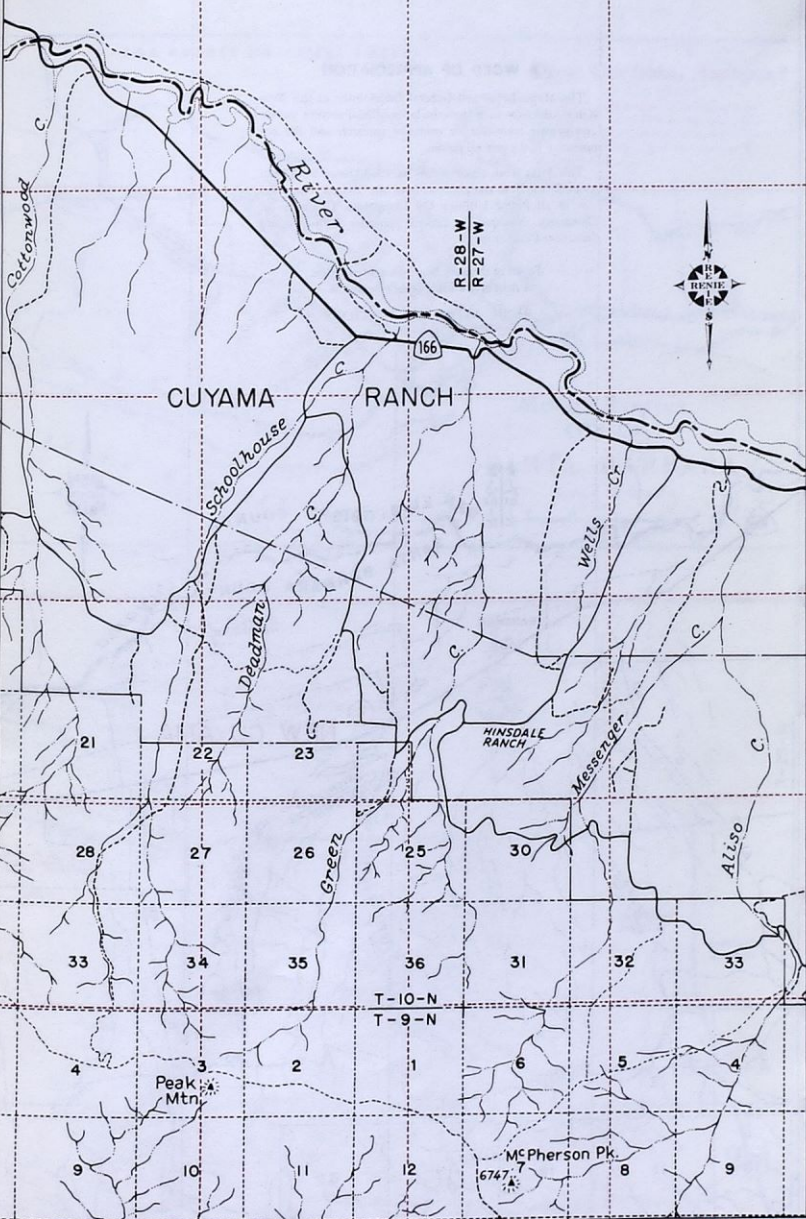 River
Cottonwood
C.
R-28-W
R-27-W
SERIES
RENIE
166
C
CUYAMA RANCH
Schoolhouse
C.
C.
Wells
Deadman
C.
C.
HINSDALE
RANCH
Messenger
C.
21
22
23
Green
Aliso
28
27
26
25
30
33
34
35
36
31
32
33
T-10-N
T-9-N
4
3
2
1
6
5
4
Peak
Mtn.
9
10
11
12
McPherson Pk.
6747
7
8
9